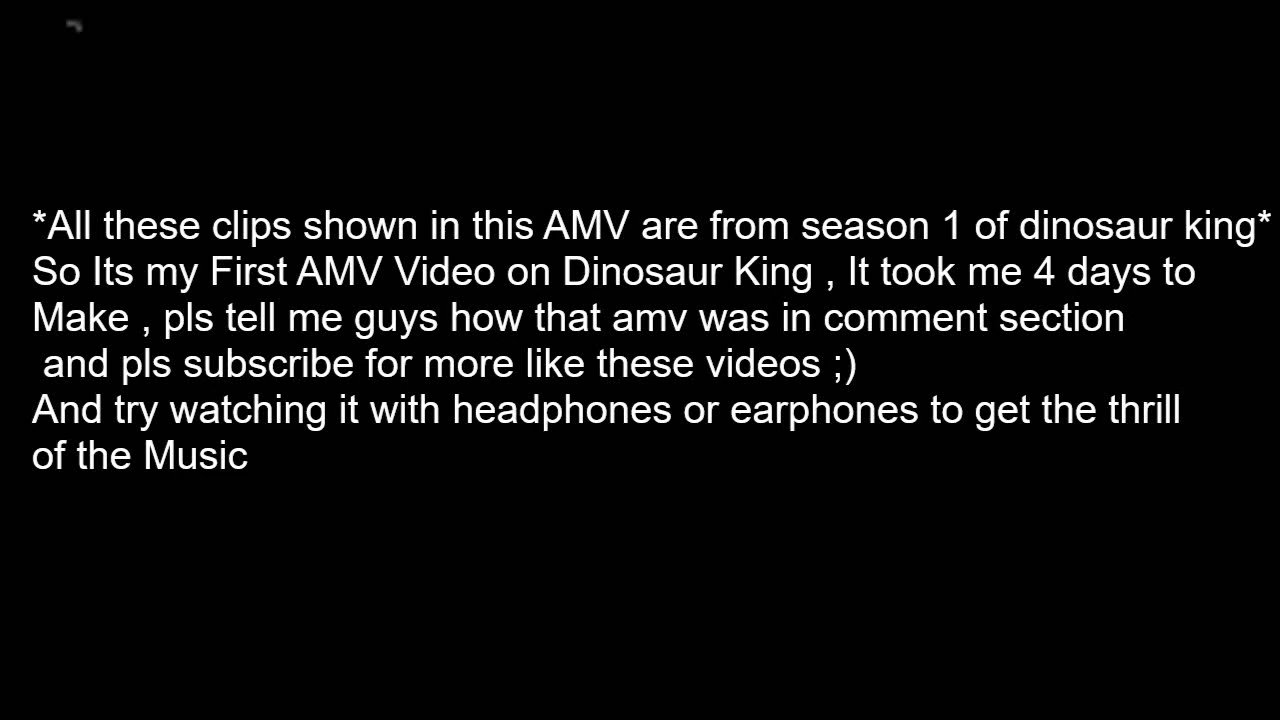 *All these clips shown in this AMV are from season 1 of dinosaur king*
So Its my First AMV Video on Dinosaur King , It took me 4 days to
Make , pls tell me guys how that amv was in comment section
and pls subscribe for more like these videos ;)
And try watching it with headphones or earphones to get the thrill
of the Music